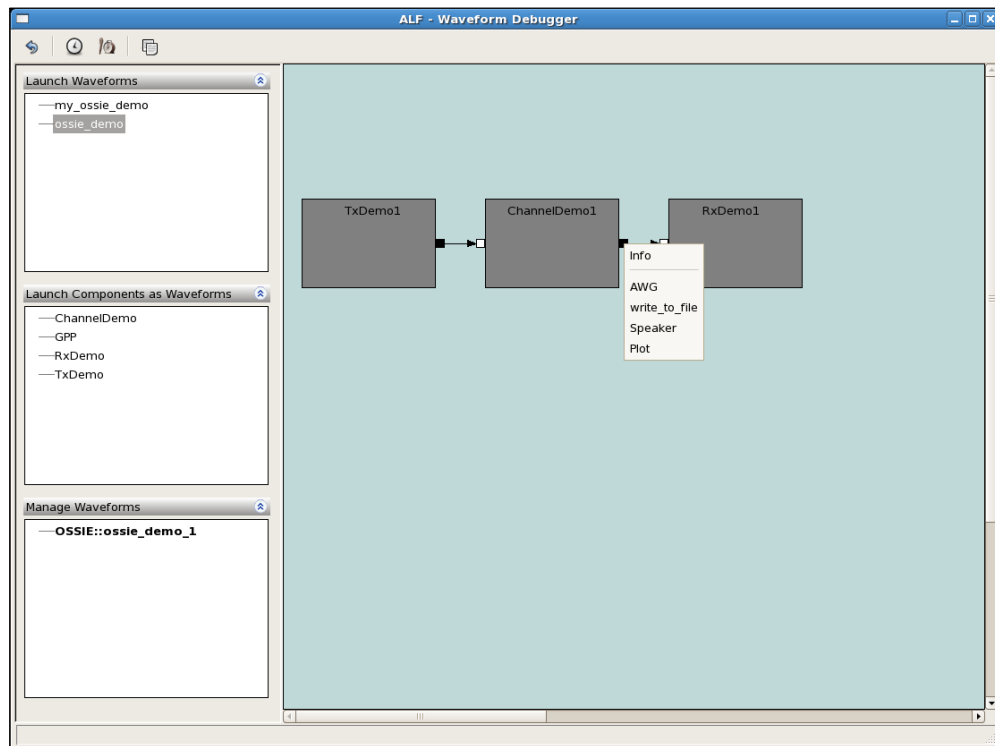 ALF - Waveform Debugger
Launch Waveforms
my_ossie_demo
ossie_demo
Launch Components as Waveforms
ChannelDemo
GPP
RxDemo
TxDemo
Manage Waveforms
OSSIE::ossie_demo_1
TxDemo1
ChannelDemo1
RxDemo1
Info
AWG
write_to_file
Speaker
Plot